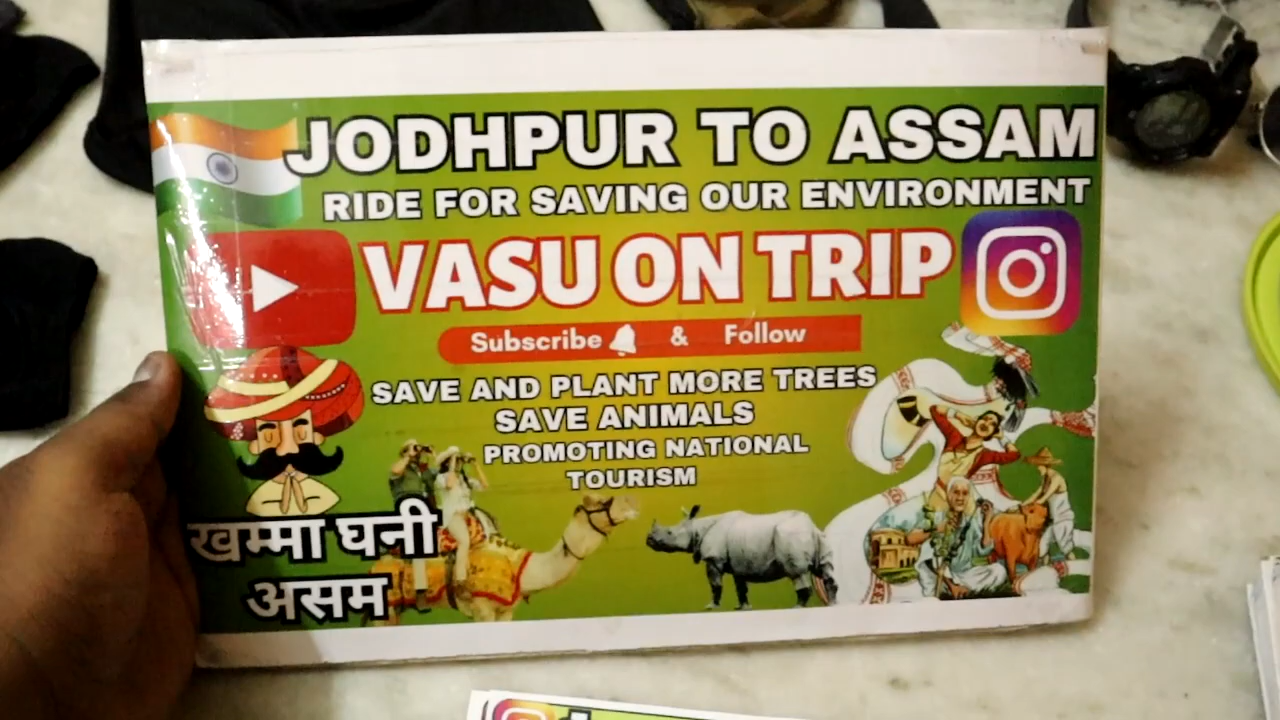 JODHPUR TO ASSAM
RIDE FOR SAVING OUR ENVIRONMENT
VASU ON TRIP
Subscribe & Follow
SAVE AND PLANT MORE TREES
SAVE ANIMALS
PROMOTING NATIONAL
TOURISM
खम्मा घनी
असम